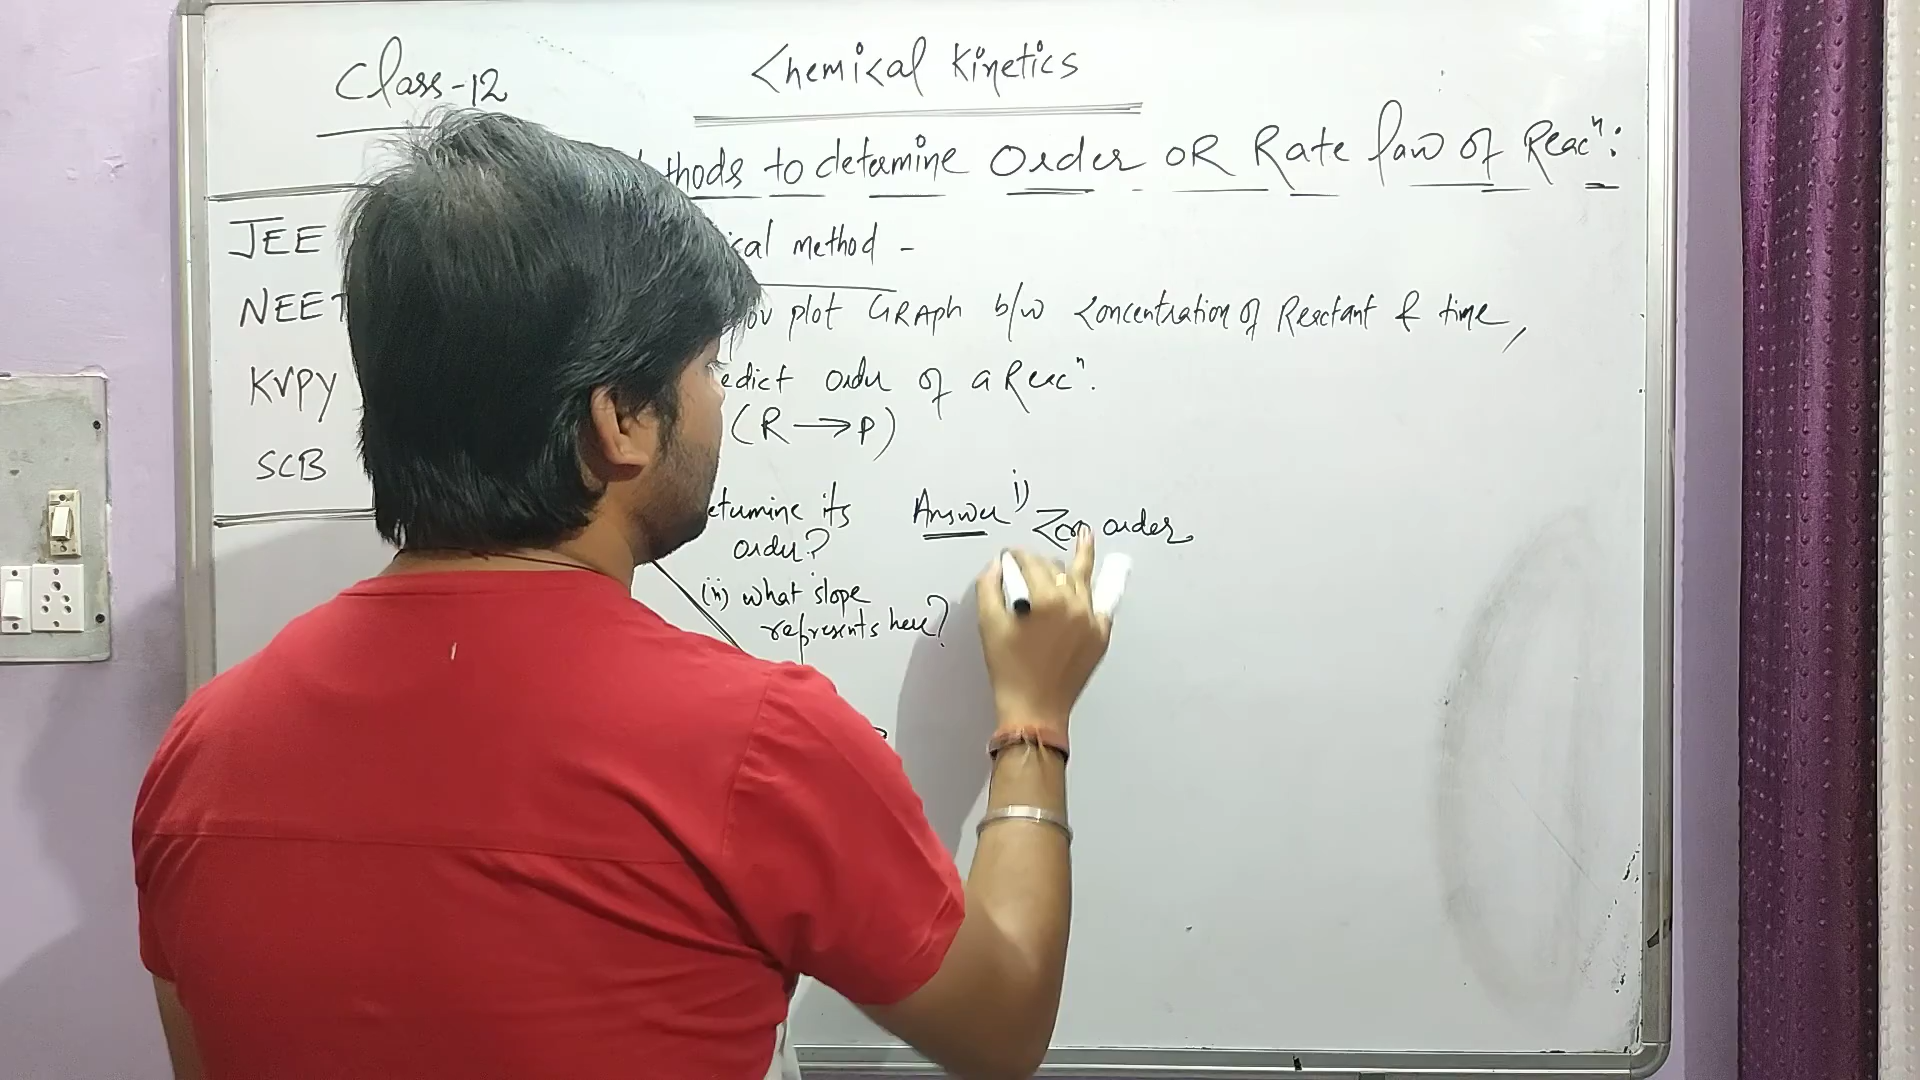 Class-12
Chemical Kinetics
thods to determine Order OR Rate law of Reacⁿ:
JEE
ical method -
NEET
ou plot GRAph b/w concentration of Reactant & time,
KVPY
edict order of a Reacⁿ.
(R → P)
SCB
etermine its
order?
Answer i) Zero order
(ii) what slope
represents here?